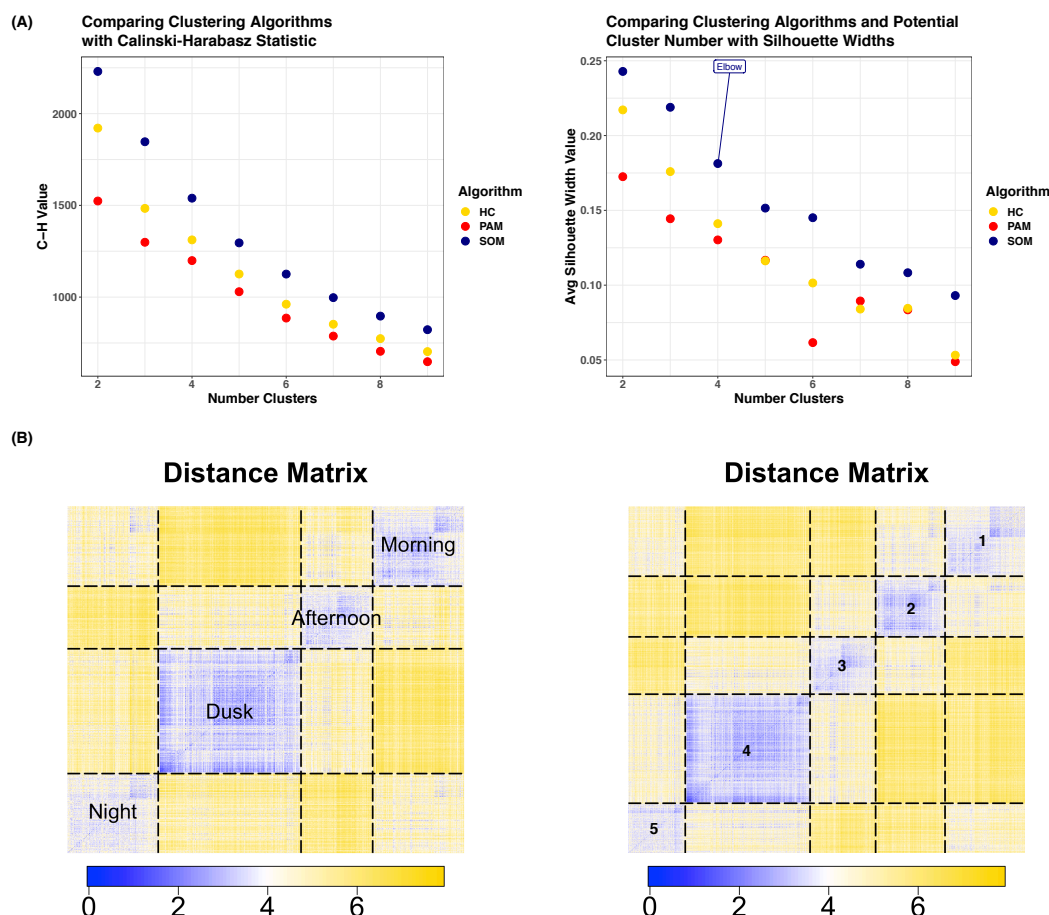 (A)
Comparing Clustering Algorithms
with Calinski-Harabasz Statistic
2000
1500
1000
C−H Value
2
4
6
8
Number Clusters
Algorithm
HC
PAM
SOM
Comparing Clustering Algorithms and Potential
Cluster Number with Silhouette Widths
Elbow
0.25
0.20
0.15
0.10
0.05
Avg Silhouette Width Value
2
4
6
8
Number Clusters
Algorithm
HC
PAM
SOM
(B)
Distance Matrix
Morning
Afternoon
Dusk
Night
0 2 4 6
Distance Matrix
1
2
3
4
5
0 2 4 6